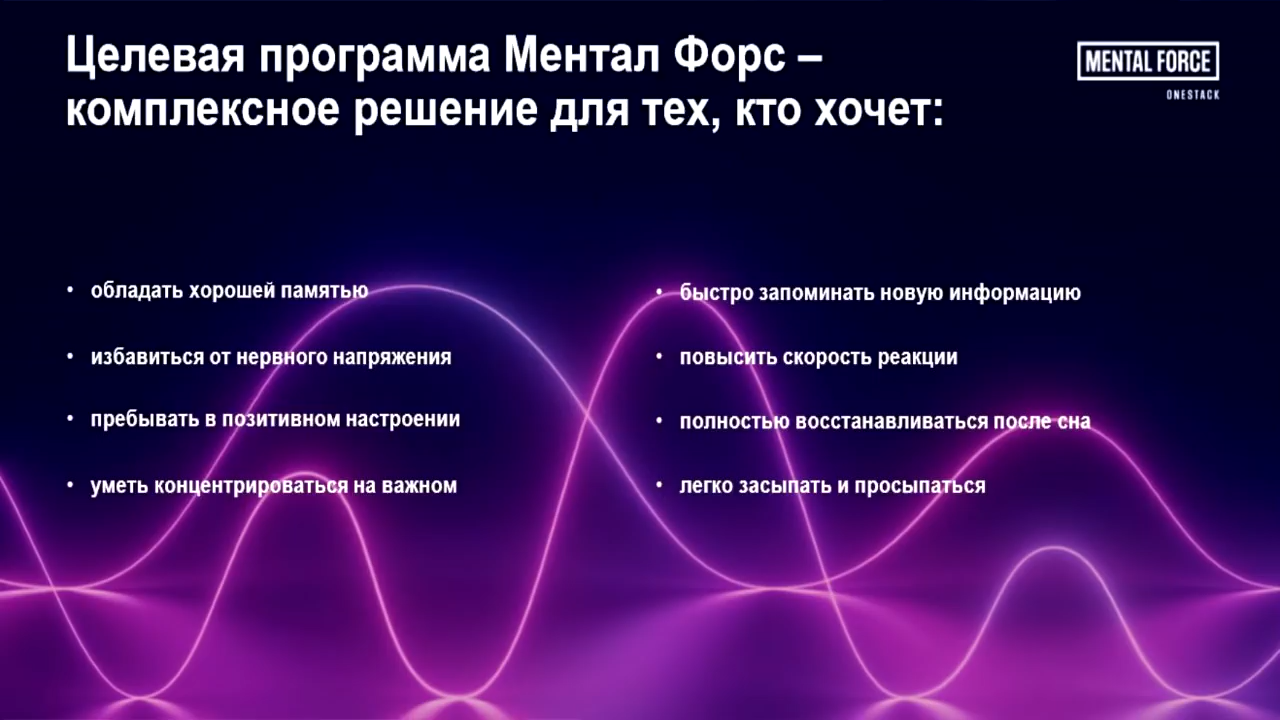 Целевая программа Ментал Форс –
комплексное решение для тех, кто хочет:
MENTAL FORCE
ONESTACK
• обладать хорошей памятью
• избавиться от нервного напряжения
• пребывать в позитивном настроении
• уметь концентрироваться на важном
• быстро запоминать новую информацию
• повысить скорость реакции
• полностью восстанавливаться после сна
• легко засыпать и просыпаться